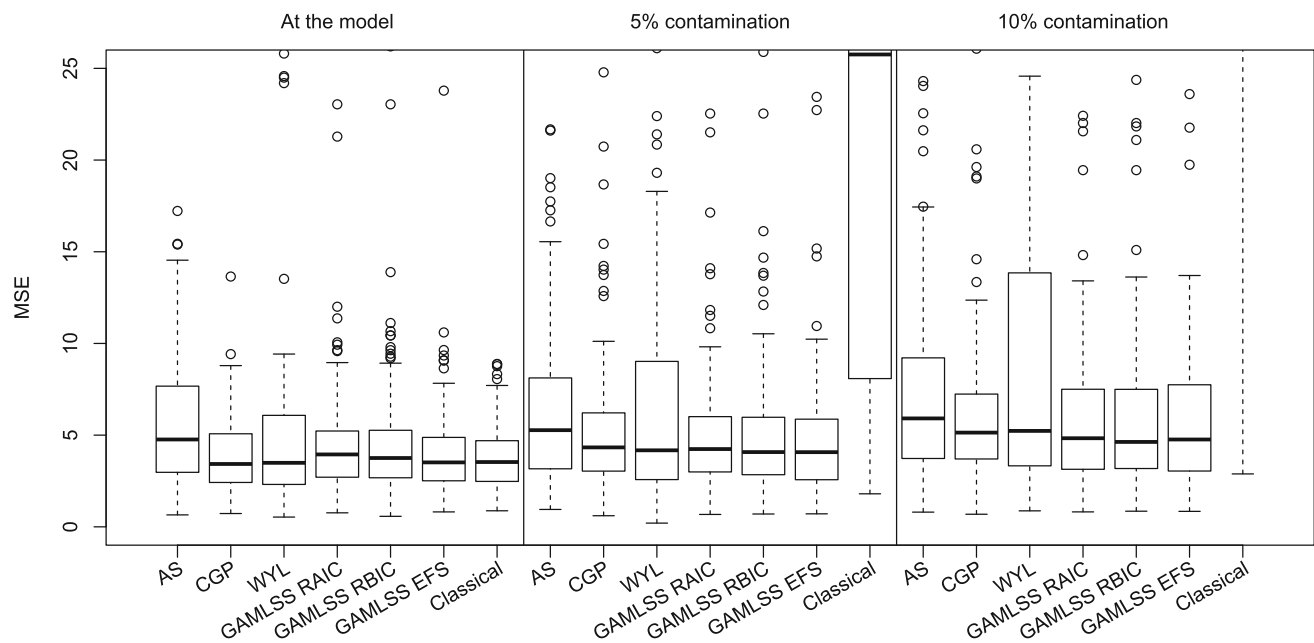 At the model
5% contamination
10% contamination
MSE
25
20
15
10
5
0
AS
CGP
WYL
GAMLSS RAIC
GAMLSS RBIC
GAMLSS EFS
Classical
AS
CGP
WYL
GAMLSS RAIC
GAMLSS RBIC
GAMLSS EFS
Classical
AS
CGP
WYL
GAMLSS RAIC
GAMLSS RBIC
GAMLSS EFS
Classical